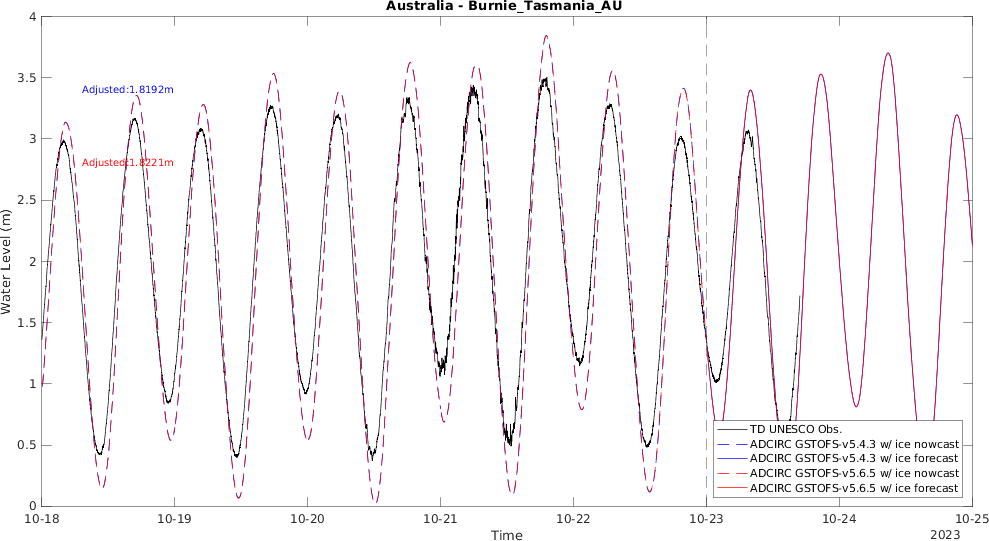 Australia - Burnie_Tasmania_AU
Water Level (m)
4
3.5
3
2.5
2
1.5
1
0.5
0
Adjusted:1.8192m
Adjusted:1.8221m
TD UNESCO Obs.
ADCIRC GSTOFS-v5.4.3 w/ ice nowcast
ADCIRC GSTOFS-v5.4.3 w/ ice forecast
ADCIRC GSTOFS-v5.6.5 w/ ice nowcast
ADCIRC GSTOFS-v5.6.5 w/ ice forecast
10-18 10-19 10-20 10-21 10-22 10-23 10-24 10-25
Time
2023